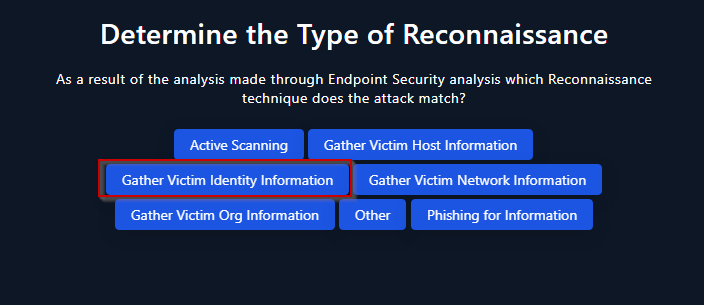 Determine the Type of Reconnaissance
As a result of the analysis made through Endpoint Security analysis which Reconnaissance
technique does the attack match?
Active Scanning Gather Victim Host Information
Gather Victim Identity Information Gather Victim Network Information
Gather Victim Org Information Other Phishing for Information